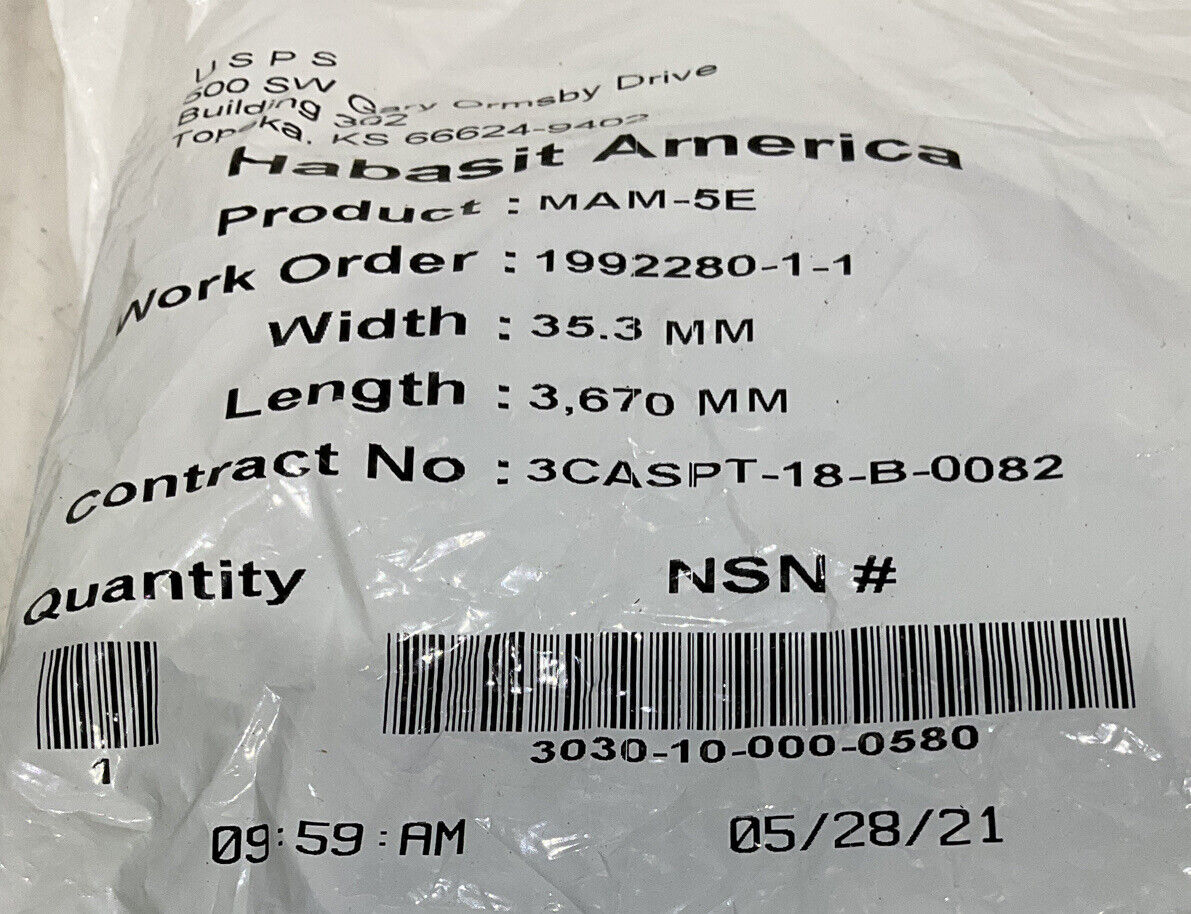 USPS
500 SW Gary Ormsby Drive
Building 302
Topeka, KS 66624-9402
Habasit America
Product : MAM-5E
Work Order : 1992280-1-1
Width : 35.3 MM
Length : 3,670 MM
Contract No : 3CASPT-18-B-0082
Quantity NSN #
1 3030-10-000-0580
09:59:AM 05/28/21